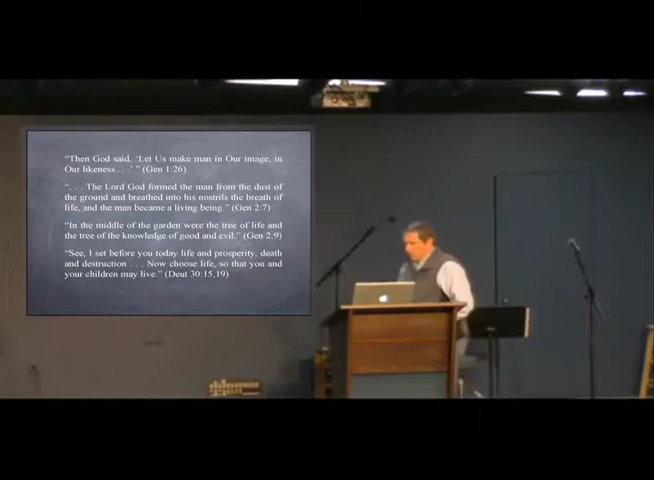 "Then God said, 'Let Us make man in Our image, in
Our likeness . . .' " (Gen 1:26)
". . . The Lord God formed the man from the dust of
the ground and breathed into his nostrils the breath of
life, and the man became a living being." (Gen 2:7)
"In the middle of the garden were the tree of life and
the tree of the knowledge of good and evil." (Gen 2:9)
"See, I set before you today life and prosperity, death
and destruction . . . Now choose life, so that you and
your children may live." (Deut 30:15,19)